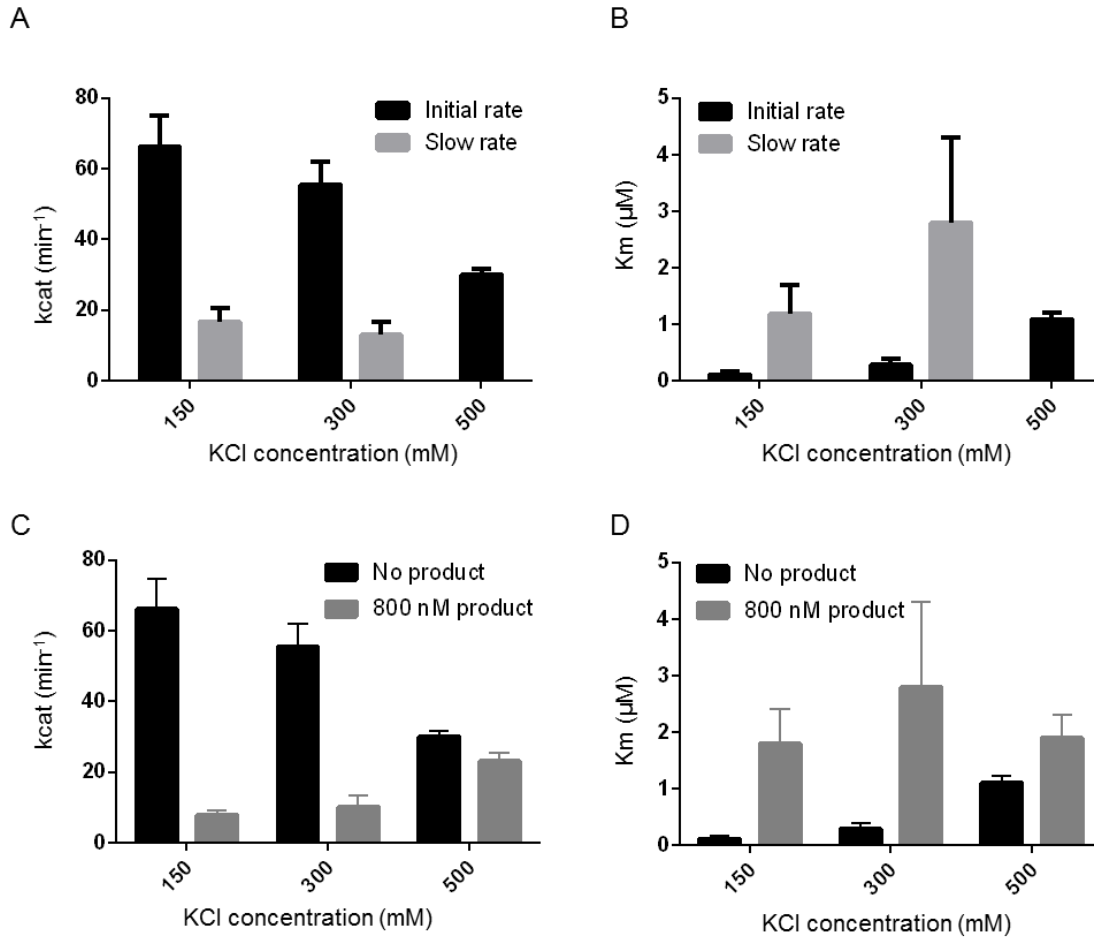 A
80
60
40
20
0
kcat (min⁻¹)
Initial rate
Slow rate
150
300
500
KCl concentration (mM)
B
5
4
3
2
1
0
Km (µM)
Initial rate
Slow rate
150
300
500
KCl concentration (mM)
C
80
60
40
20
0
kcat (min⁻¹)
No product
800 nM product
150
300
500
KCl concentration (mM)
D
5
4
3
2
1
0
Km (µM)
No product
800 nM product
150
300
500
KCl concentration (mM)